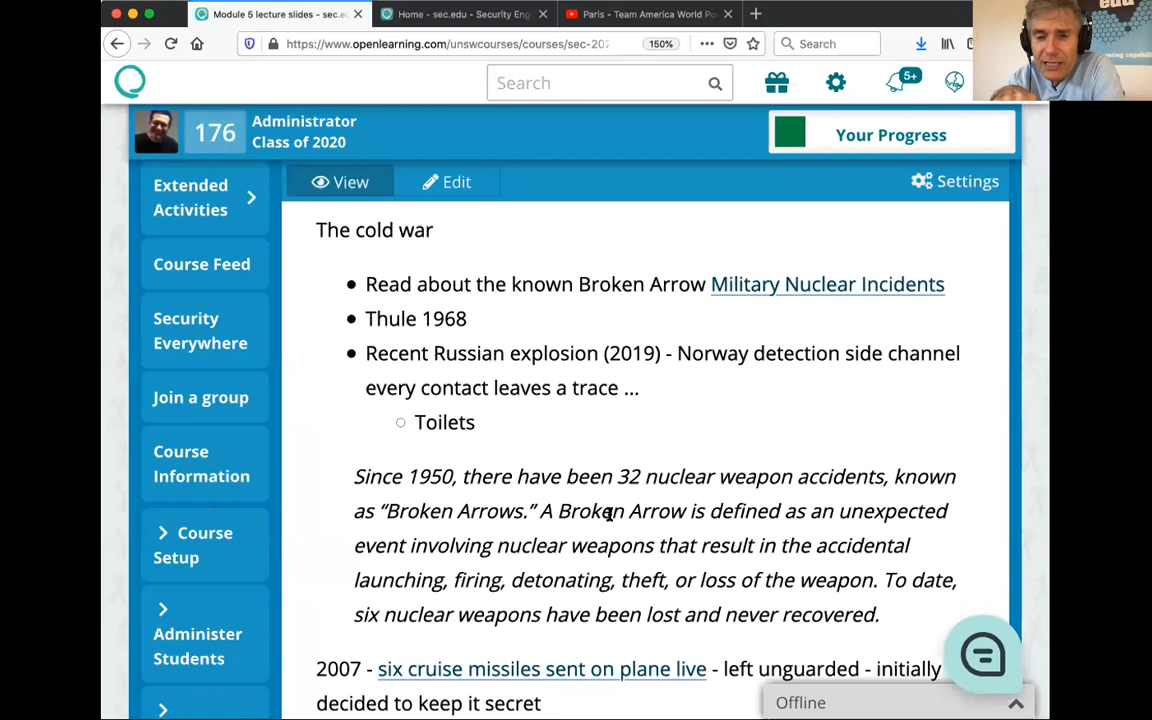 Module 5 lecture slides - sec.e
Home - sec.edu - Security Eng
Paris - Team America World Po
https://www.openlearning.com/unswcourses/courses/sec-20
150%
Search
edu
Search
5+
176
Administrator
Class of 2020
Your Progress
Extended
Activities
View
Edit
Settings
Course Feed
Security
Everywhere
Join a group
Course
Information
Course
Setup
Administer
Students
The cold war
Read about the known Broken Arrow Military Nuclear Incidents
Thule 1968
Recent Russian explosion (2019) - Norway detection side channel
every contact leaves a trace ...
Toilets
Since 1950, there have been 32 nuclear weapon accidents, known
as “Broken Arrows.” A Broken Arrow is defined as an unexpected
event involving nuclear weapons that result in the accidental
launching, firing, detonating, theft, or loss of the weapon. To date,
six nuclear weapons have been lost and never recovered.
2007 - six cruise missiles sent on plane live - left unguarded - initially
decided to keep it secret
Offline